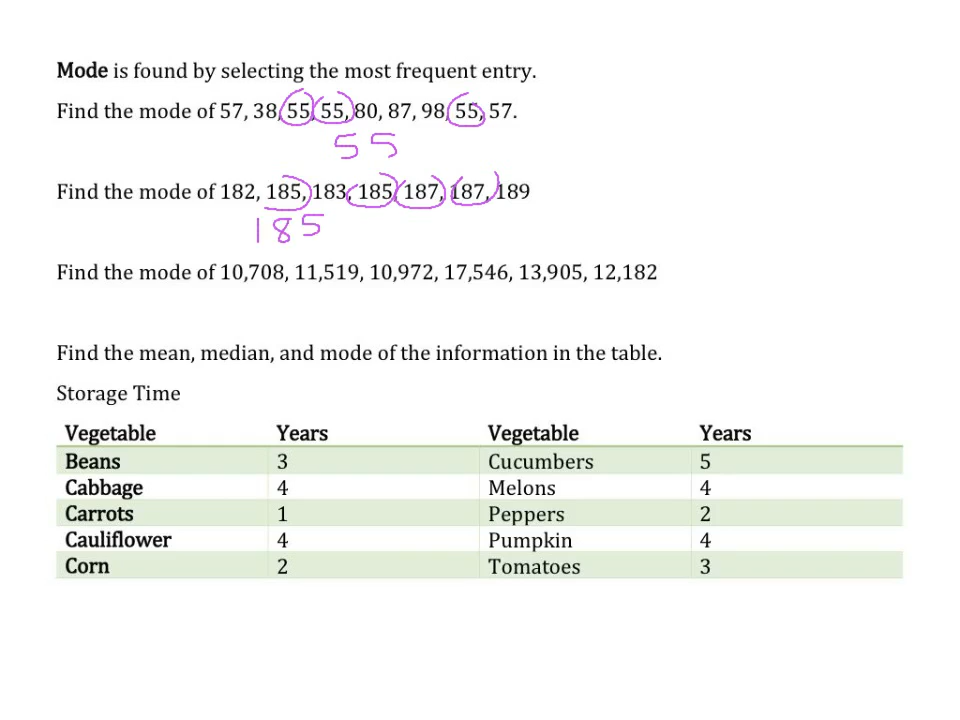 Mode is found by selecting the most frequent entry.
Find the mode of 57, 38, 55, 55, 80, 87, 98, 55, 57.
55
Find the mode of 182, 185, 183, 185, 187, 187, 189
185
Find the mode of 10,708, 11,519, 10,972, 17,546, 13,905, 12,182
Find the mean, median, and mode of the information in the table.
Storage Time
Vegetable Years Vegetable Years
Beans 3 Cucumbers 5
Cabbage 4 Melons 4
Carrots 1 Peppers 2
Cauliflower 4 Pumpkin 4
Corn 2 Tomatoes 3